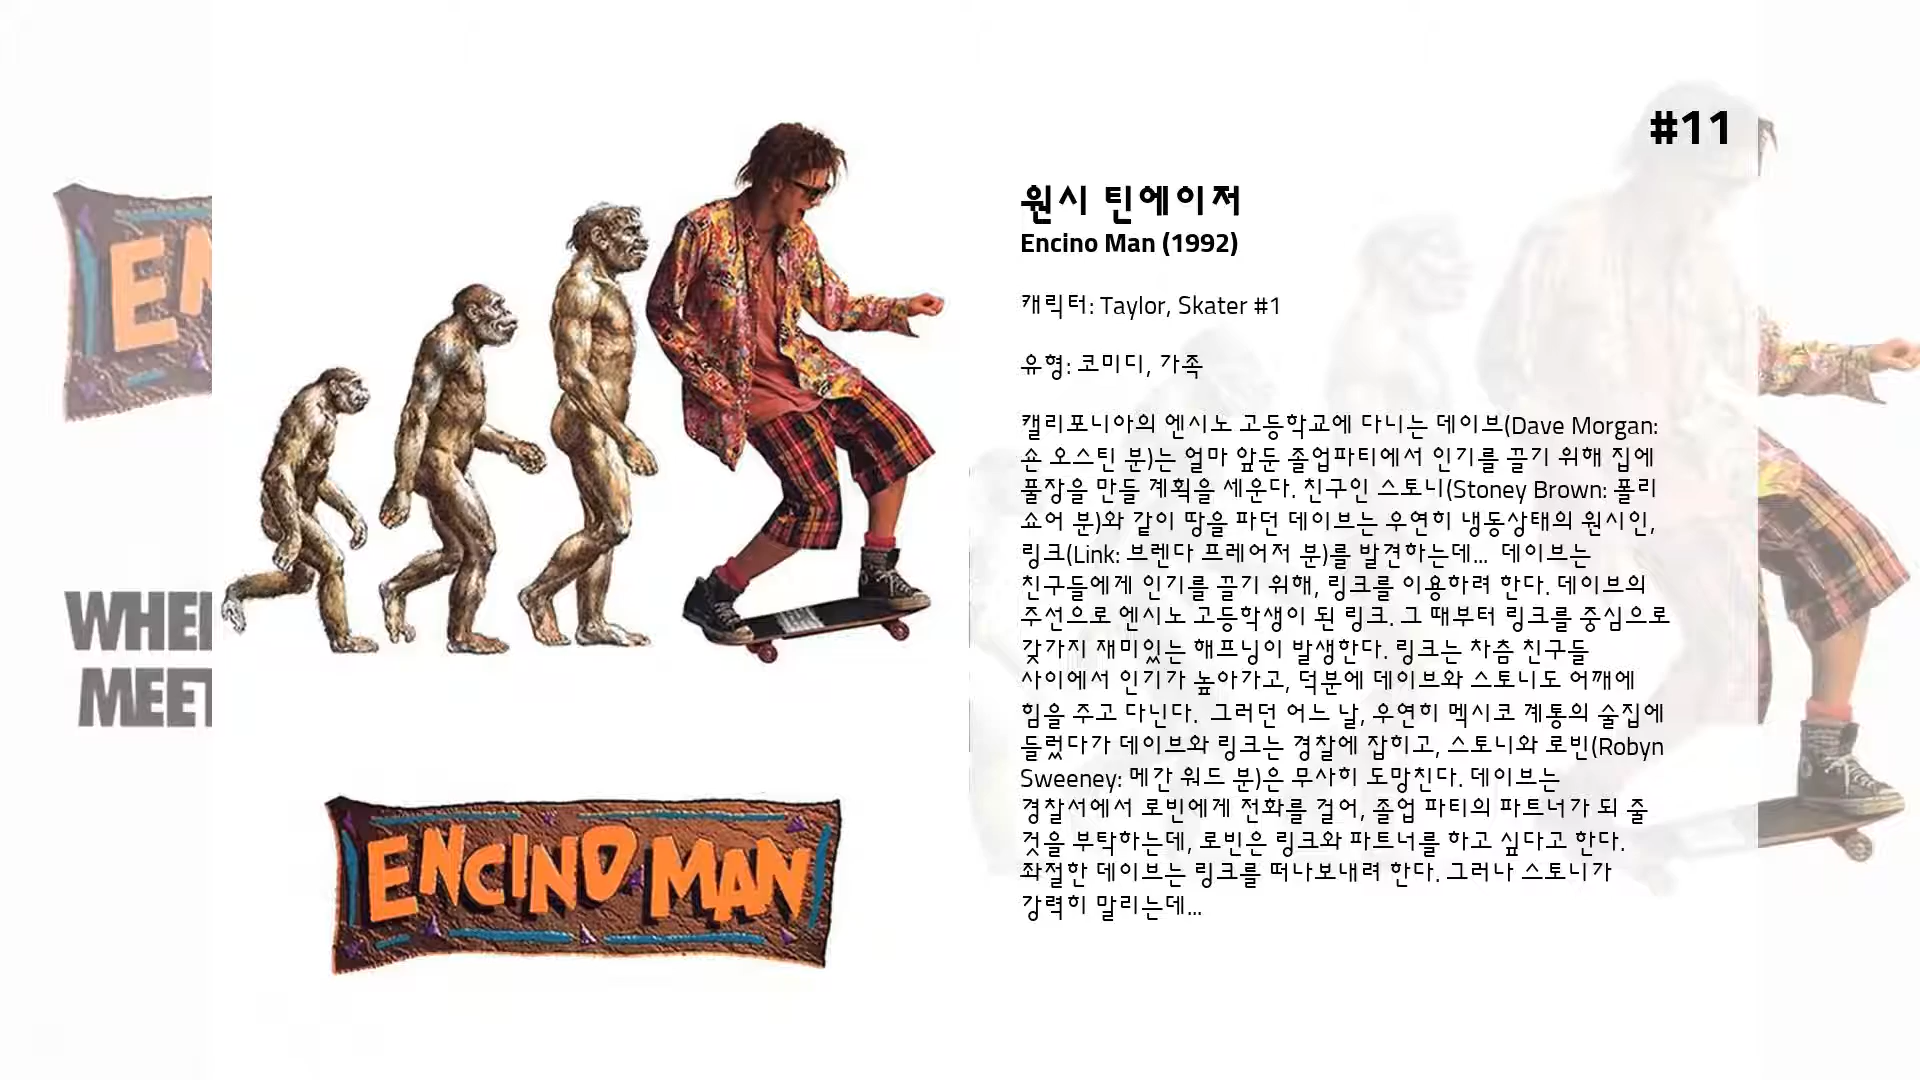 #11
원시 틴에이저
Encino Man (1992)
캐릭터: Taylor, Skater #1
유형: 코미디, 가족
캘리포니아의 엔시노 고등학교에 다니는 데이브(Dave Morgan:
숀 오스틴 분)는 얼마 앞둔 졸업파티에서 인기를 끌기 위해 집에
풀장을 만들 계획을 세운다. 친구인 스토니(Stoney Brown: 폴리
쇼어 분)와 같이 땅을 파던 데이브는 우연히 냉동상태의 원시인,
링크(Link: 브렌다 프레어저 분)를 발견하는데... 데이브는
친구들에게 인기를 끌기 위해, 링크를 이용하려 한다. 데이브의
주선으로 엔시노 고등학생이 된 링크. 그 때부터 링크를 중심으로
갖가지 재미있는 해프닝이 발생한다. 링크는 차츰 친구들
사이에서 인기가 높아가고, 덕분에 데이브와 스토니도 어깨에
힘을 주고 다닌다. 그러던 어느 날, 우연히 멕시코 계통의 술집에
들렀다가 데이브와 링크는 경찰에 잡히고, 스토니와 로빈(Robyn
Sweeney: 메간 워드 분)은 무사히 도망친다. 데이브는
경찰서에서 로빈에게 전화를 걸어, 졸업 파티의 파트너가 되 줄
것을 부탁하는데, 로빈은 링크와 파트너를 하고 싶다고 한다.
좌절한 데이브는 링크를 떠나보내려 한다. 그러나 스토니가
강력히 말리는데...
ENCINO MAN